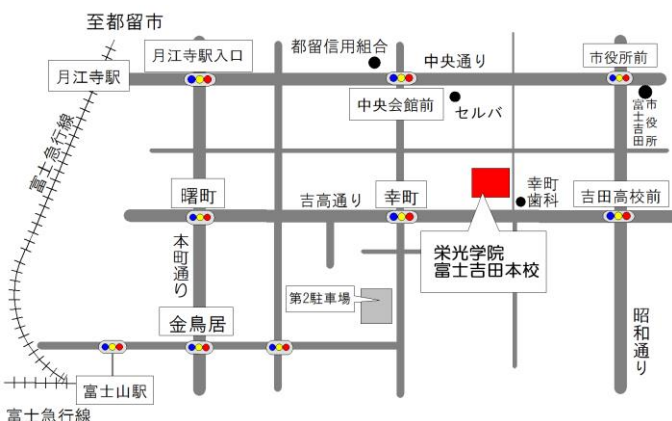 至都留市
月江寺駅入口
都留信用組合
中央通り
市役所前
月江寺駅
中央会館前
セルバ
富士吉田
市役所
富士急行線
曙町
吉高通り
幸町
幸町
歯科
吉田高校前
本町通り
栄光学院
富士吉田本校
第2駐車場
金鳥居
昭和通り
富士山駅
富士急行線